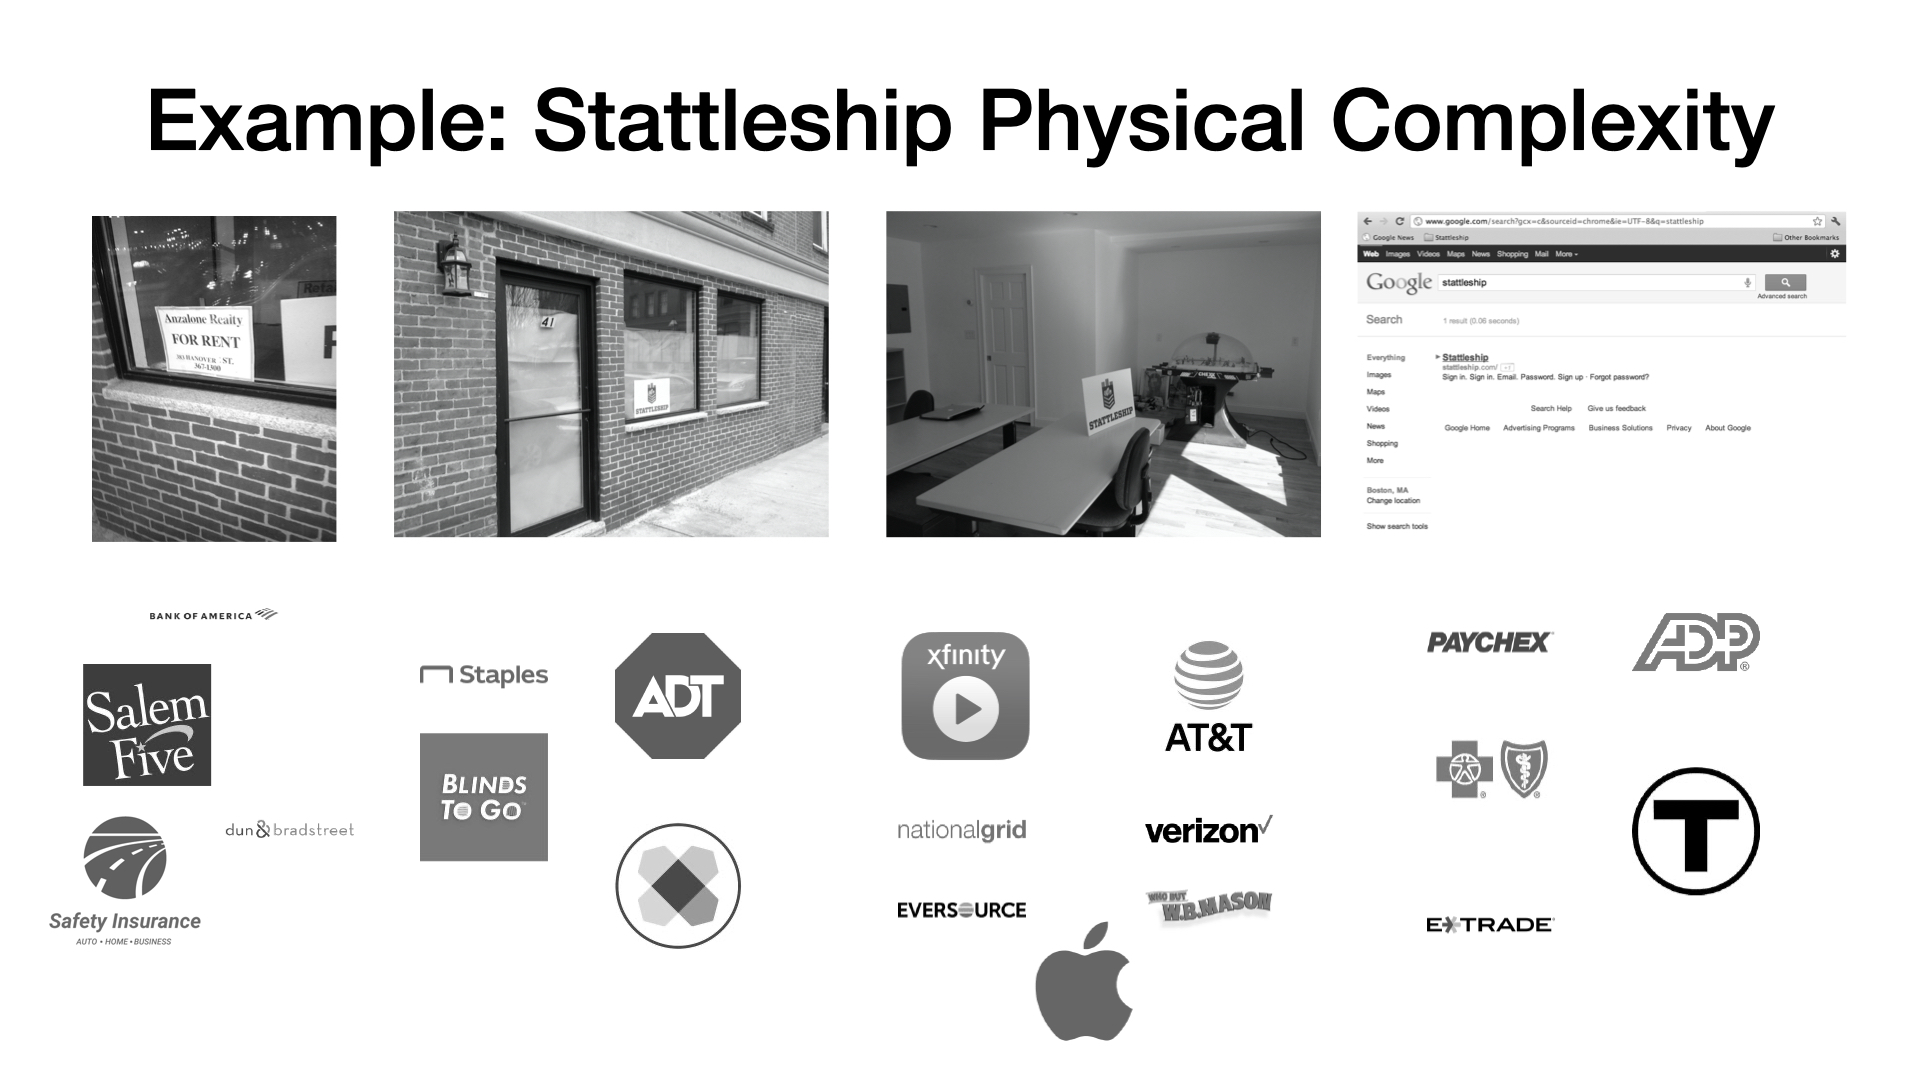 Example: Stattleship Physical Complexity
Anzalone Realty
FOR RENT
383 HANOVER ST.
367-1300
41
STATTLESHIP
STATTLESHIP
www.google.com/search?gcx=c&sourceid=chrome&ie=UTF-8&q=stattleship
Google News Stattleship Other Bookmarks
Web Images Videos Maps News Shopping Mail More
Google stattleship
Advanced search
Search 1 result (0.06 seconds)
Everything
Images
Maps
Videos
News
Shopping
More
Boston, MA
Change location
Show search tools
Stattleship
stattleship.com/
Sign in. Sign in. Email. Password. Sign up · Forgot password?
Search Help Give us feedback
Google Home Advertising Programs Business Solutions Privacy About Google
BANK OF AMERICA
Salem
Five
dun&bradstreet
Safety Insurance
AUTO • HOME • BUSINESS
Staples
ADT
BLINDS
TO GO
xfinity
AT&T
nationalgrid
verizon
EVERSOURCE
WHO BUT
W.B.MASON
PAYCHEX
ADP
T
E*TRADE